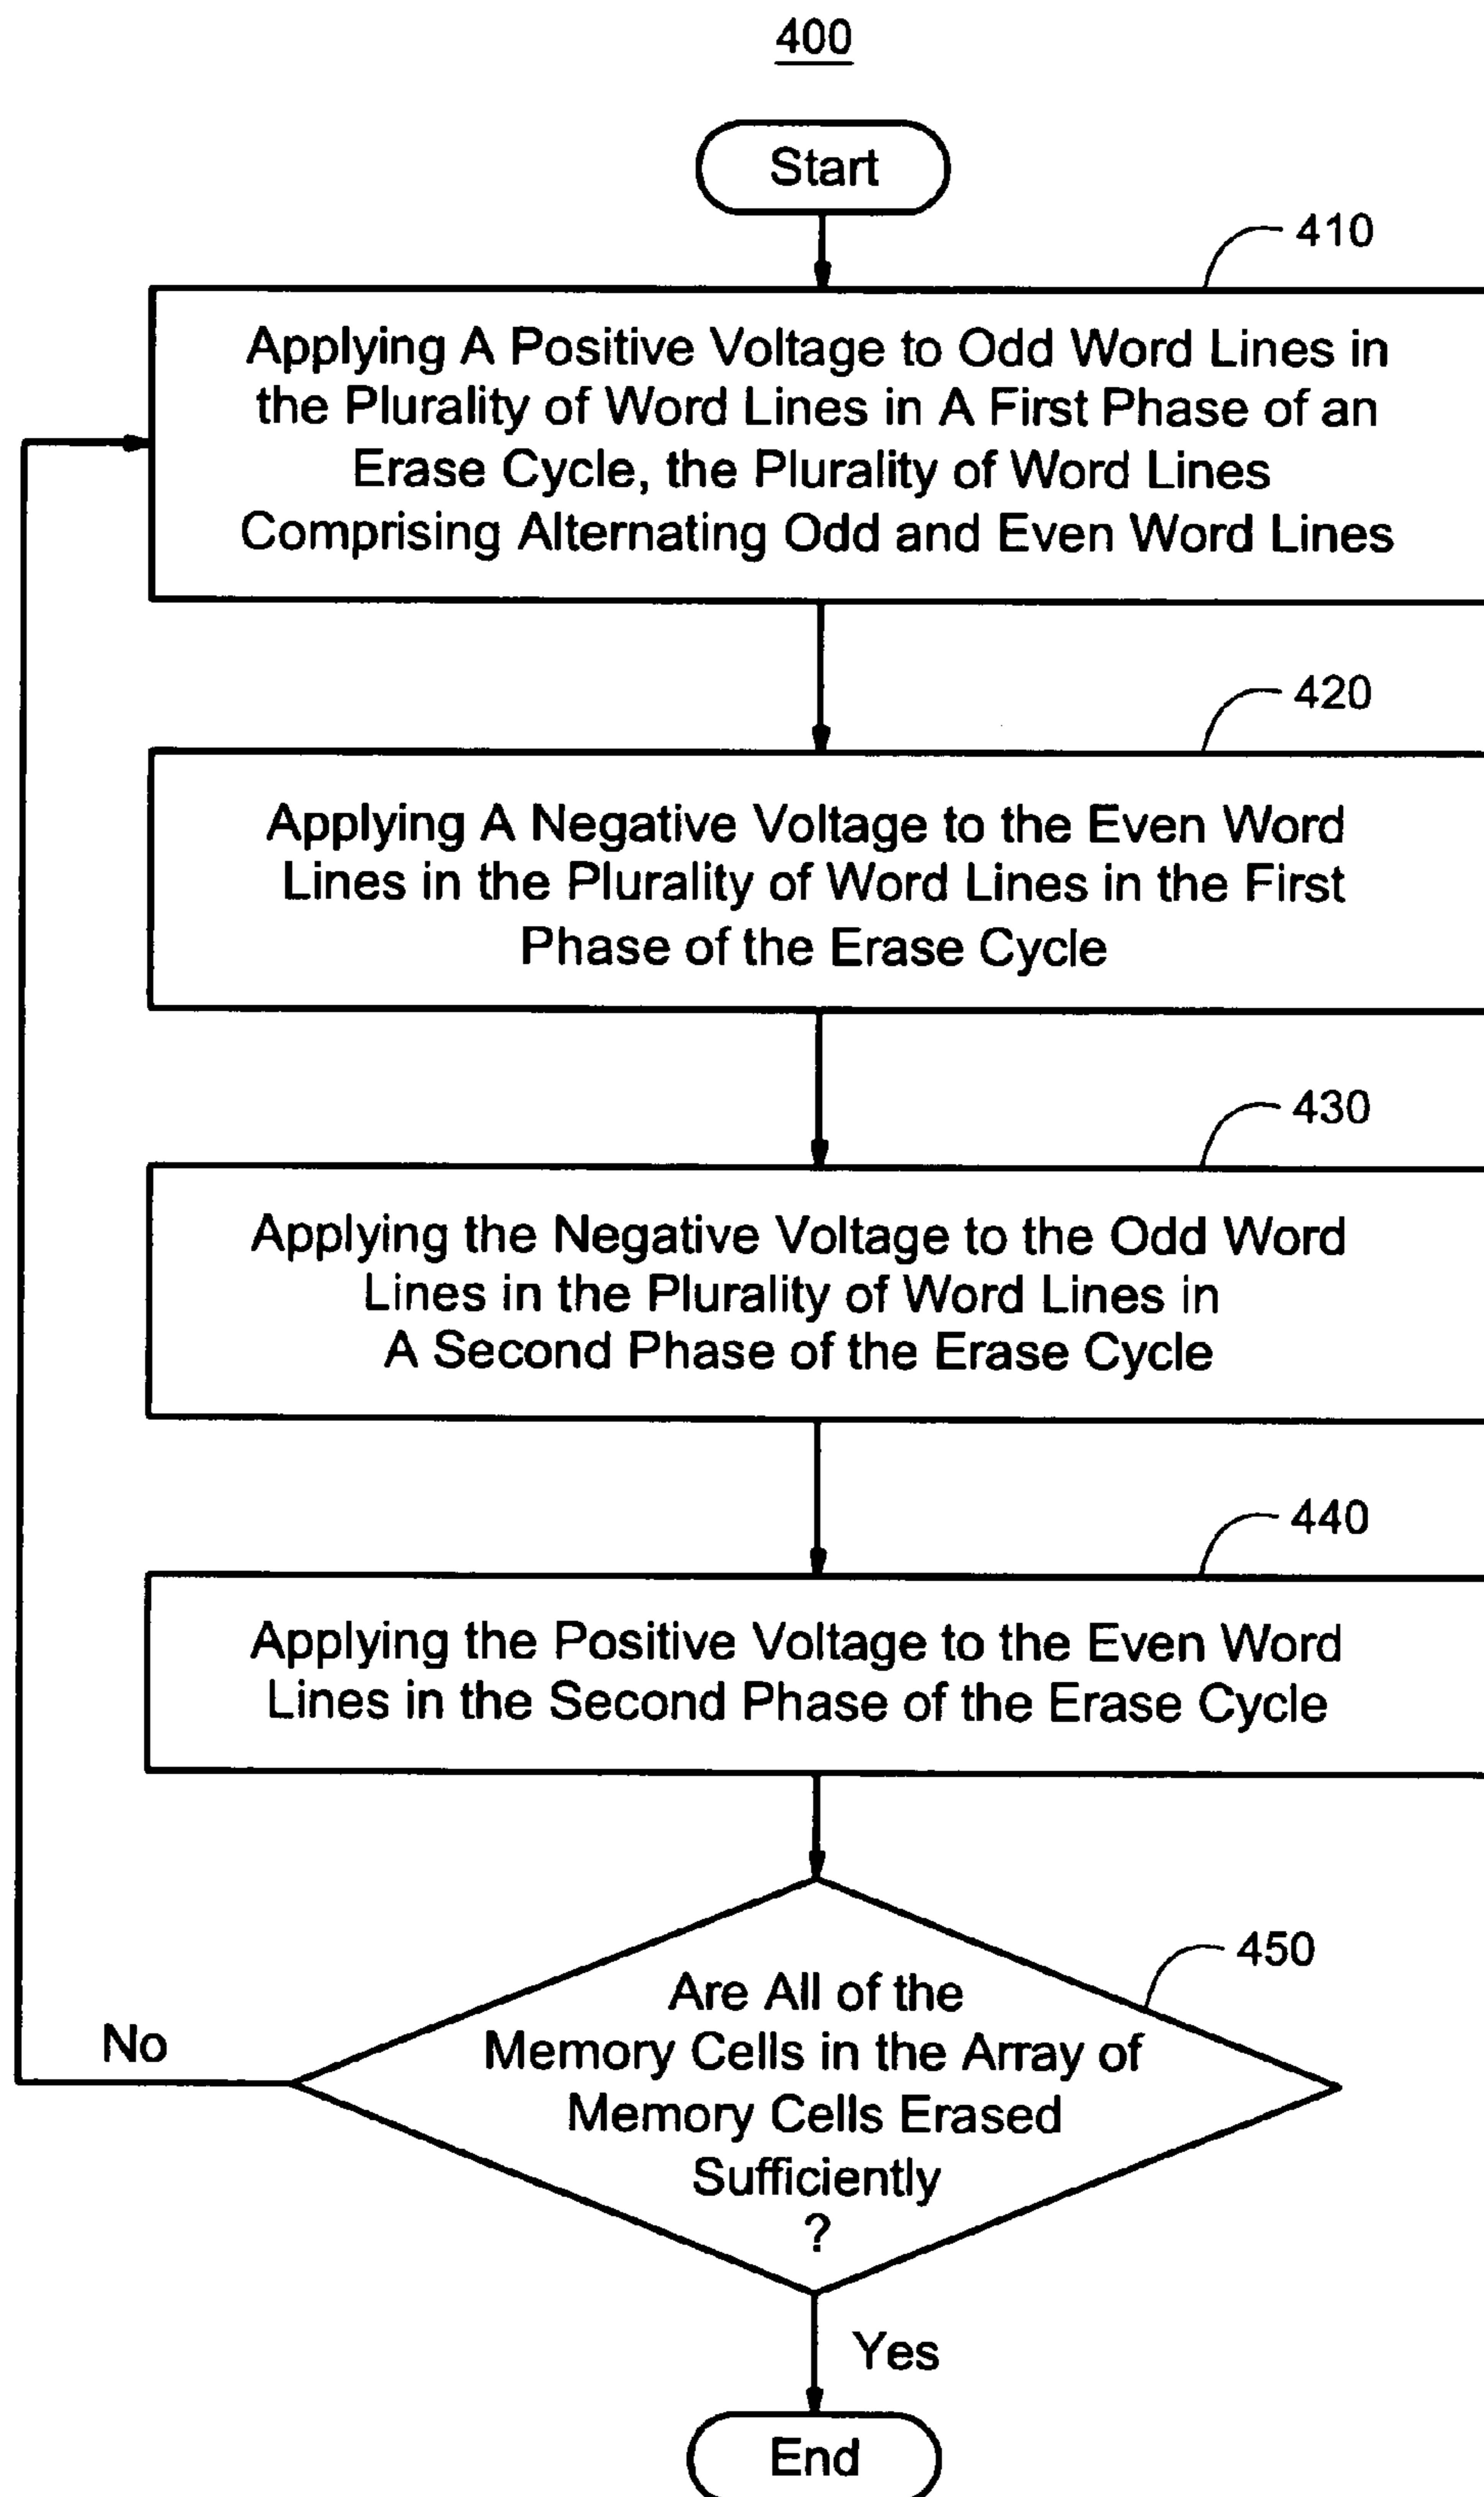 400
Start
410
Applying A Positive Voltage to Odd Word Lines in
the Plurality of Word Lines in A First Phase of an
Erase Cycle, the Plurality of Word Lines
Comprising Alternating Odd and Even Word Lines
420
Applying A Negative Voltage to the Even Word
Lines in the Plurality of Word Lines in the First
Phase of the Erase Cycle
430
Applying the Negative Voltage to the Odd Word
Lines in the Plurality of Word Lines in
A Second Phase of the Erase Cycle
440
Applying the Positive Voltage to the Even Word
Lines in the Second Phase of the Erase Cycle
450
Are All of the
Memory Cells in the Array of
Memory Cells Erased
Sufficiently
?
No
Yes
End